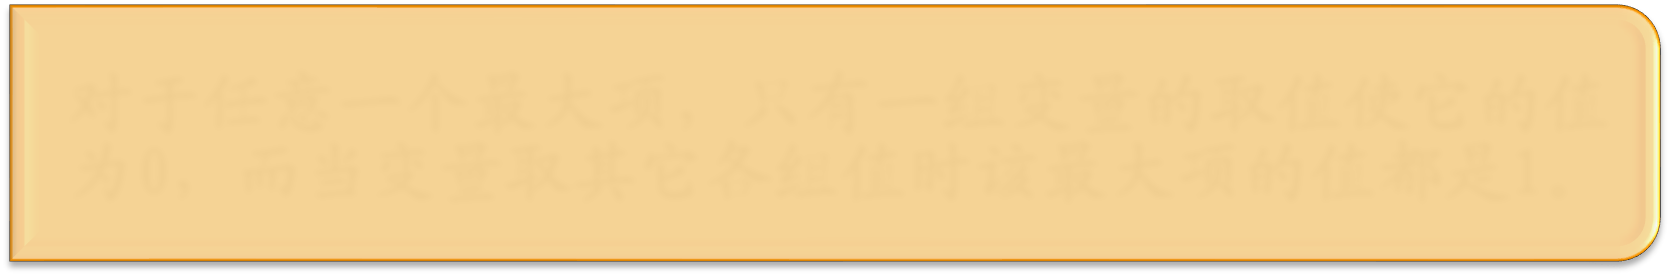 对于任意一个最大项，只有一组变量的取值使它的值
为0，而当变量取其它各组值时该最大项的值都是1。